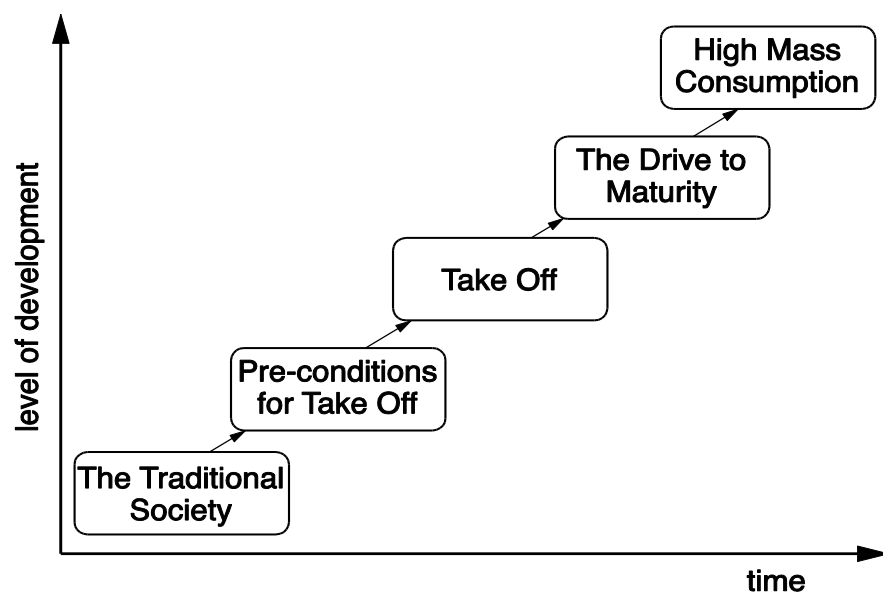 High Mass
Consumption
The Drive to
Maturity
Take Off
Pre-conditions
for Take Off
The Traditional
Society
level of development
time